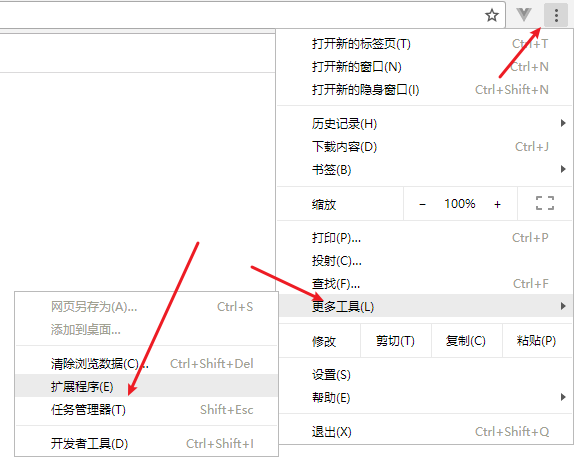 打开新的标签页(T) Ctrl+T
打开新的窗口(N) Ctrl+N
打开新的隐身窗口(I) Ctrl+Shift+N
历史记录(H)
下载内容(D) Ctrl+J
书签(B)
缩放 − 100% +
打印(P)... Ctrl+P
投射(C)...
查找(F)... Ctrl+F
更多工具(L)
修改 剪切(T) 复制(C) 粘贴(P)
设置(S)
帮助(E)
退出(X) Ctrl+Shift+Q
网页另存为(A)... Ctrl+S
添加到桌面...
清除浏览数据(C)... Ctrl+Shift+Del
扩展程序(E)
任务管理器(T) Shift+Esc
开发者工具(D) Ctrl+Shift+I